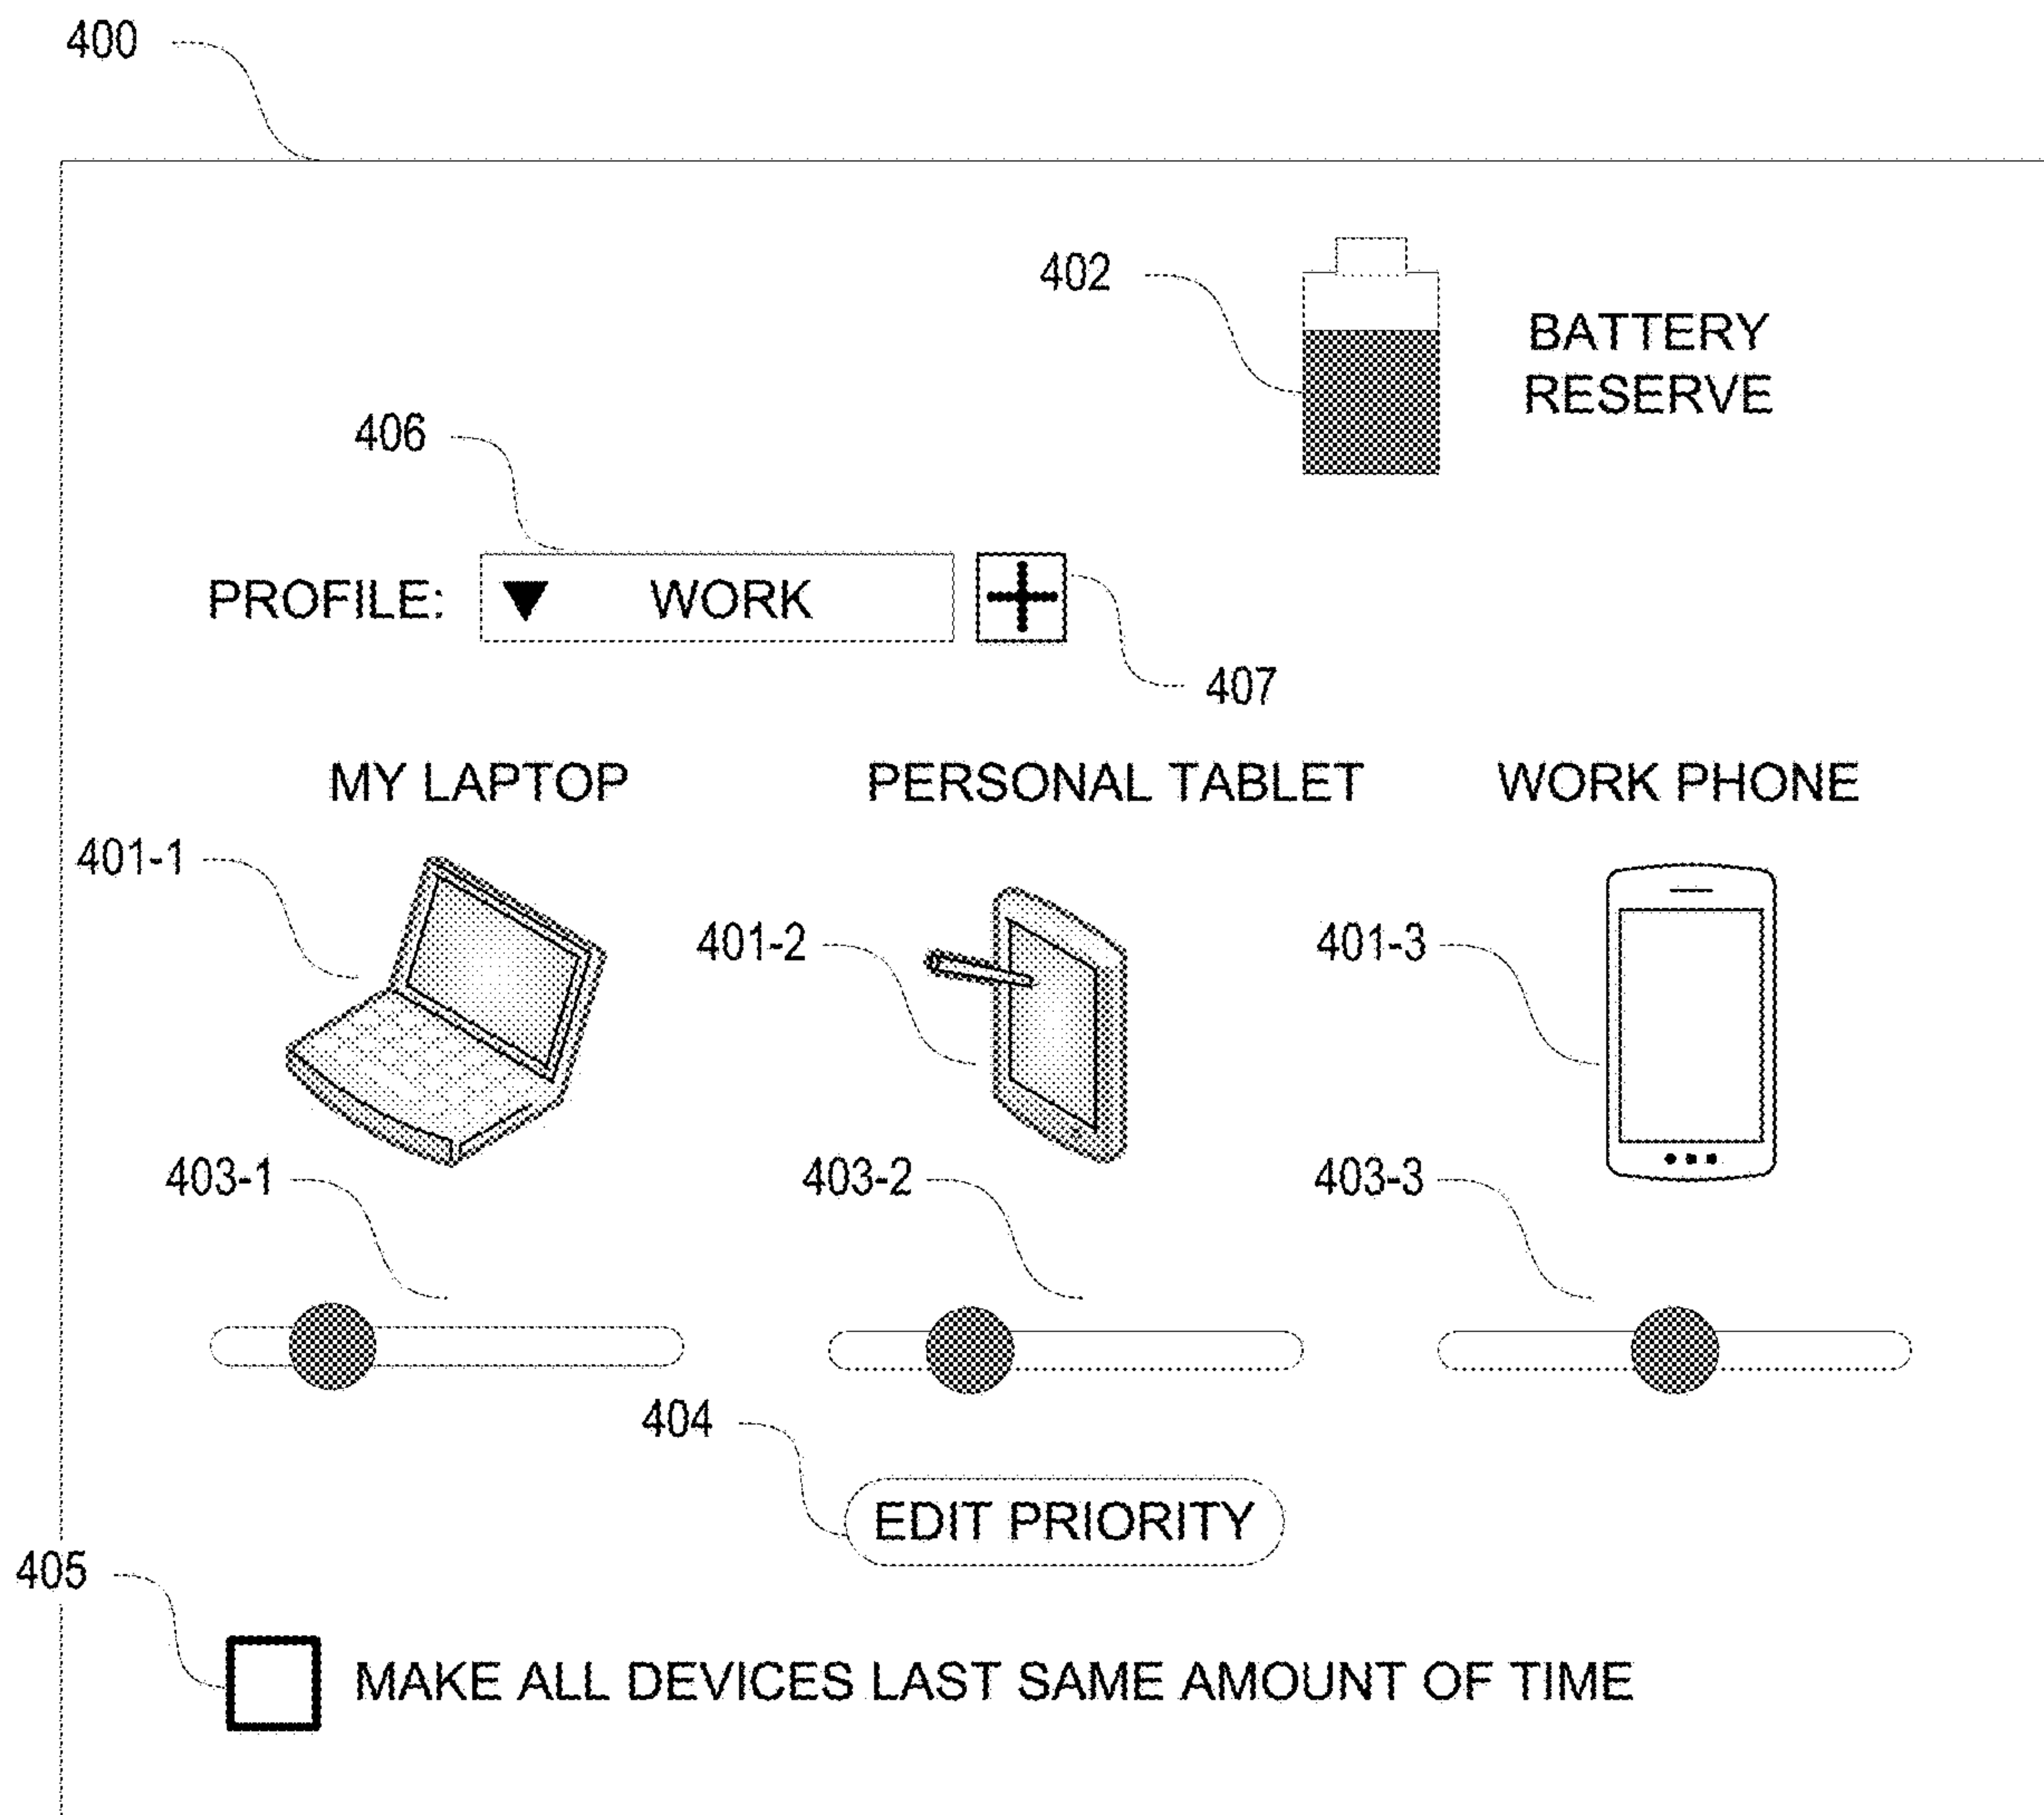 400
402
BATTERY
RESERVE
406
PROFILE: WORK
407
MY LAPTOP PERSONAL TABLET WORK PHONE
401-1
401-2 401-3
403-1 403-2 403-3
404
EDIT PRIORITY
405
MAKE ALL DEVICES LAST SAME AMOUNT OF TIME